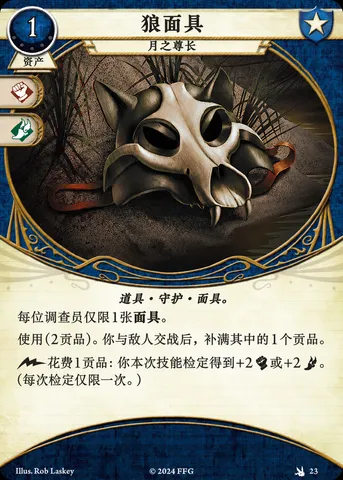 1
狼面具
月之尊长
资产
道具·守护·面具。
每位调查员仅限1张面具。
使用(2贡品)。你与敌人交战后，补满其中的1个贡品。
花费1贡品：你本次技能检定得到+2或+2。
(每次检定仅限一次。)
Illus. Rob Laskey
© 2024 FFG
23